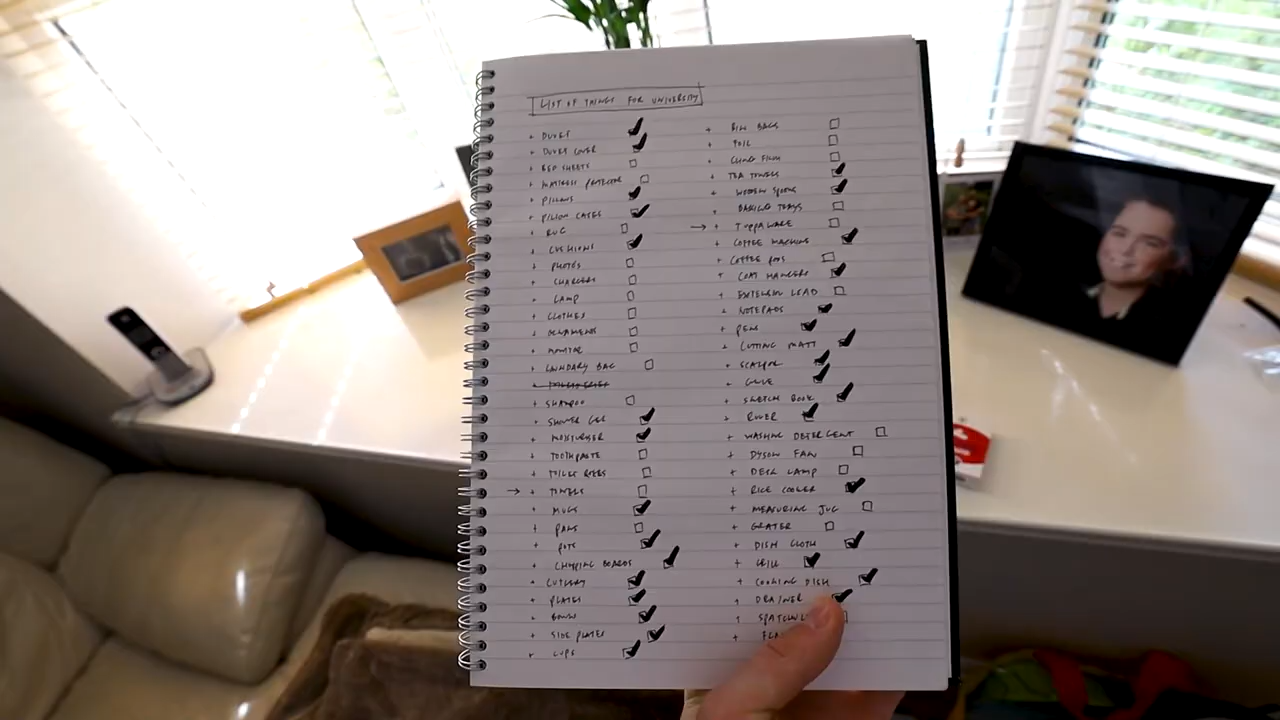 LIST OF THINGS FOR UNIVERSITY
+ DUVET
+ DUVET COVER
+ BED SHEETS
+ MATTRESS PROTECTOR
+ PILLOWS
+ PILLOW CASES
+ RUG
+ CUSHIONS
+ PHOTOS
+ CHARGERS
+ LAMP
+ CLOTHES
+ ORNAMENTS
+ MONITOR
+ LAUNDARY BAG
+ SHAMPOO
+ SHOWER GEL
+ MOISTURISER
+ TOOTHPASTE
+ TOILET ROLLS
→ + TOWELS
+ MUGS
+ PANS
+ POTS
+ CHOPPING BOARDS
+ CUTLERY
+ PLATES
+ BOWLS
+ SIDE PLATES
+ CUPS
+ BIN BAGS
+ FOIL
+ CLING FILM
+ TEA TOWELS
+ WOODEN SPOONS
+ BAKING TRAYS
→ + TUPPAWARE
+ COFFEE MACHINE
+ COFFEE PODS
+ COAT HANGERS
+ EXTENSION LEAD
+ NOTEPADS
+ PENS
+ CUTTING MATT
+ SCALPEL
+ GLUE
+ SKETCH BOOK
+ RULER
+ WASHING DETERGENT
+ DYSON FAN
+ DESK LAMP
+ RICE COOKER
+ MEASURING JUG
+ GRATER
+ DISH CLOTH
+ GRILL
+ COOKING DISH
+ DRAINER